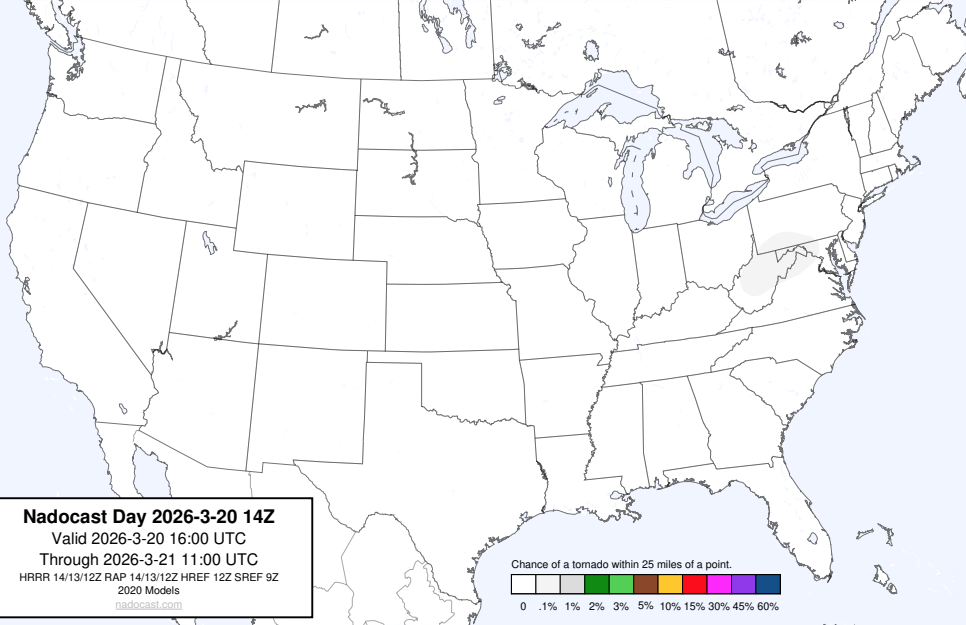 Nadocast Day 2026-3-20 14Z
Valid 2026-3-20 16:00 UTC
Through 2026-3-21 11:00 UTC
HRRR 14/13/12Z RAP 14/13/12Z HREF 12Z SREF 9Z
2020 Models
nadocast.com
Chance of a tornado within 25 miles of a point.
0 .1% 1% 2% 3% 5% 10% 15% 30% 45% 60%